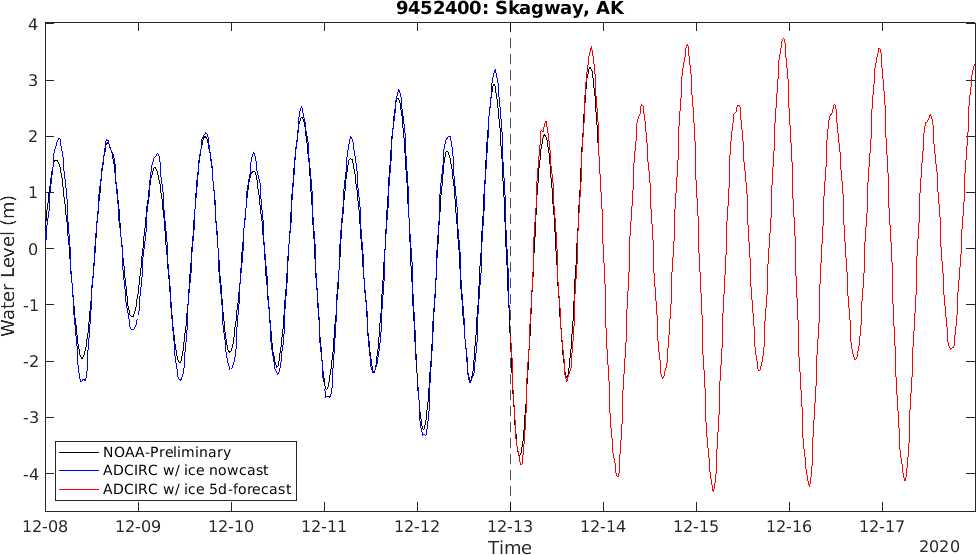 9452400: Skagway, AK
4
3
2
1
0
-1
-2
-3
-4
Water Level (m)
NOAA-Preliminary
ADCIRC w/ ice nowcast
ADCIRC w/ ice 5d-forecast
12-08 12-09 12-10 12-11 12-12 12-13 12-14 12-15 12-16 12-17
Time
2020